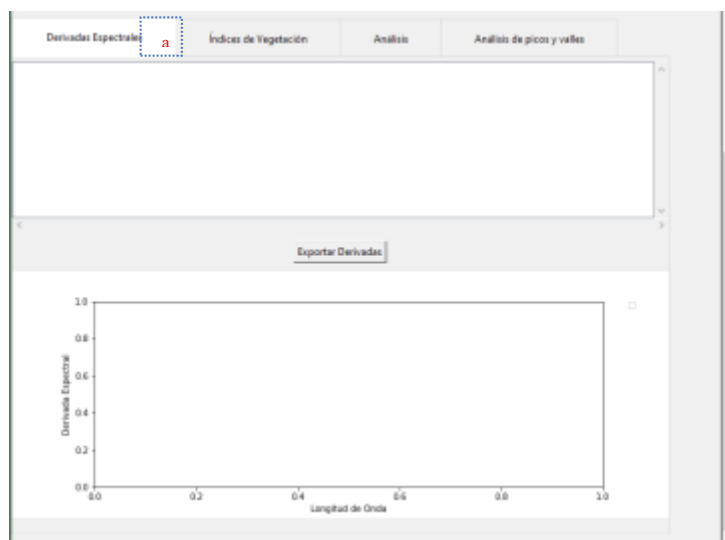 Derivadas Espectrales a Índices de Vegetación Análisis Análisis de picos y valles
Exportar Derivadas
1.0
0.8
0.6
0.4
0.2
0.0
Derivada Espectral
0.0 0.2 0.4 0.6 0.8 1.0
Longitud de Onda